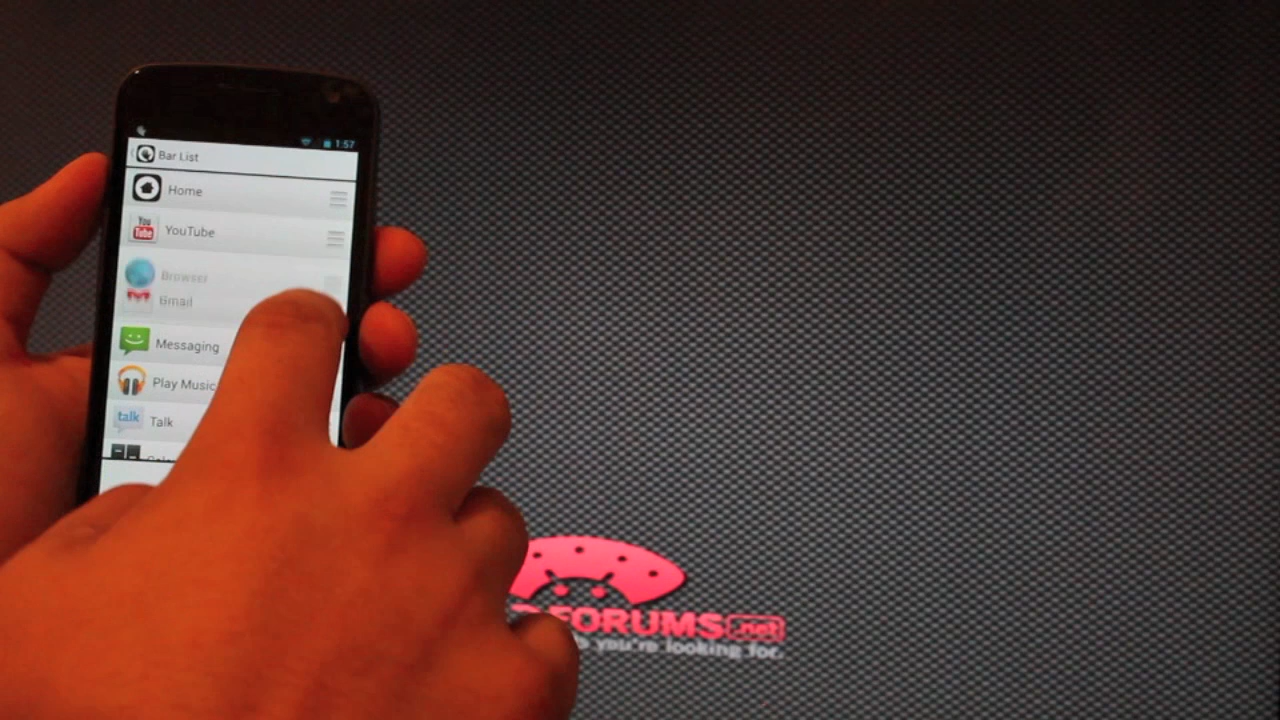 1:57
Bar List
Home
You
Tube
YouTube
Browser
Gmail
Messaging
Play Music
talk
Talk
FORUMS.net
you're looking for.